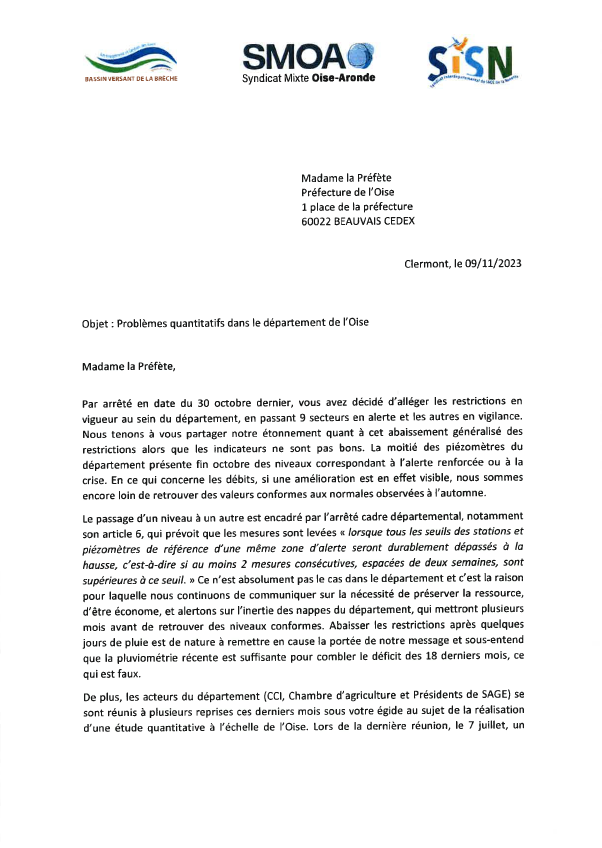 BASSIN VERSANT DE LA BRÈCHE
SMOA
Syndicat Mixte Oise-Aronde
SiSN
Madame la Préfète
Préfecture de l'Oise
1 place de la préfecture
60022 BEAUVAIS CEDEX
Clermont, le 09/11/2023
Objet : Problèmes quantitatifs dans le département de l'Oise
Madame la Préfète,
Par arrêté en date du 30 octobre dernier, vous avez décidé d'alléger les restrictions en
vigueur au sein du département, en passant 9 secteurs en alerte et les autres en vigilance.
Nous tenons à vous partager notre étonnement quant à cet abaissement généralisé des
restrictions alors que les indicateurs ne sont pas bons. La moitié des piézomètres du
département présente fin octobre des niveaux correspondant à l'alerte renforcée ou à la
crise. En ce qui concerne les débits, si une amélioration est en effet visible, nous sommes
encore loin de retrouver des valeurs conformes aux normales observées à l'automne.
Le passage d'un niveau à un autre est encadré par l'arrêté cadre départemental, notamment
son article 6, qui prévoit que les mesures sont levées « lorsque tous les seuils des stations et
piézomètres de référence d'une même zone d'alerte seront durablement dépassés à la
hausse, c'est-à-dire si au moins 2 mesures consécutives, espacées de deux semaines, sont
supérieures à ce seuil. » Ce n'est absolument pas le cas dans le département et c'est la raison
pour laquelle nous continuons de communiquer sur la nécessité de préserver la ressource,
d'être économe, et alertons sur l'inertie des nappes du département, qui mettront plusieurs
mois avant de retrouver des niveaux conformes. Abaisser les restrictions après quelques
jours de pluie est de nature à remettre en cause la portée de notre message et sous-entend
que la pluviométrie récente est suffisante pour combler le déficit des 18 derniers mois, ce
qui est faux.
De plus, les acteurs du département (CCI, Chambre d'agriculture et Présidents de SAGE) se
sont réunis à plusieurs reprises ces derniers mois sous votre égide au sujet de la réalisation
d'une étude quantitative à l'échelle de l'Oise. Lors de la dernière réunion, le 7 juillet, un